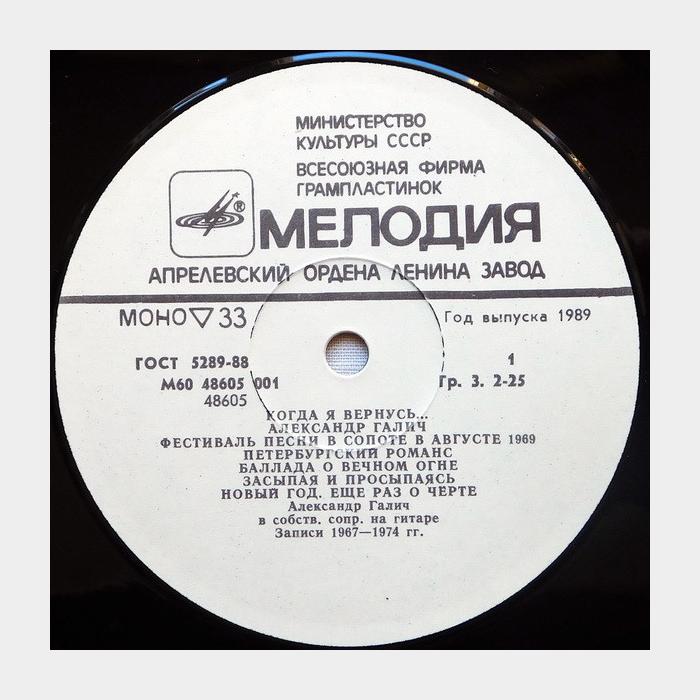 МИНИСТЕРСТВО
КУЛЬТУРЫ СССР
ВСЕСОЮЗНАЯ ФИРМА
ГРАМПЛАСТИНОК
®
МЕЛОДИЯ
АПРЕЛЕВСКИЙ ОРДЕНА ЛЕНИНА ЗАВОД
МОНО 33
Год выпуска 1989
ГОСТ 5289-88
1
М60 48605 001
Гр. 3. 2-25
48605
КОГДА Я ВЕРНУСЬ...
АЛЕКСАНДР ГАЛИЧ
ФЕСТИВАЛЬ ПЕСНИ В СОПОТЕ В АВГУСТЕ 1969
ПЕТЕРБУРГСКИЙ РОМАНС
БАЛЛАДА О ВЕЧНОМ ОГНЕ
ЗАСЫПАЯ И ПРОСЫПАЯСЬ
НОВЫЙ ГОД. ЕЩЕ РАЗ О ЧЕРТЕ
Александр Галич
в собств. сопр. на гитаре
Записи 1967—1974 гг.